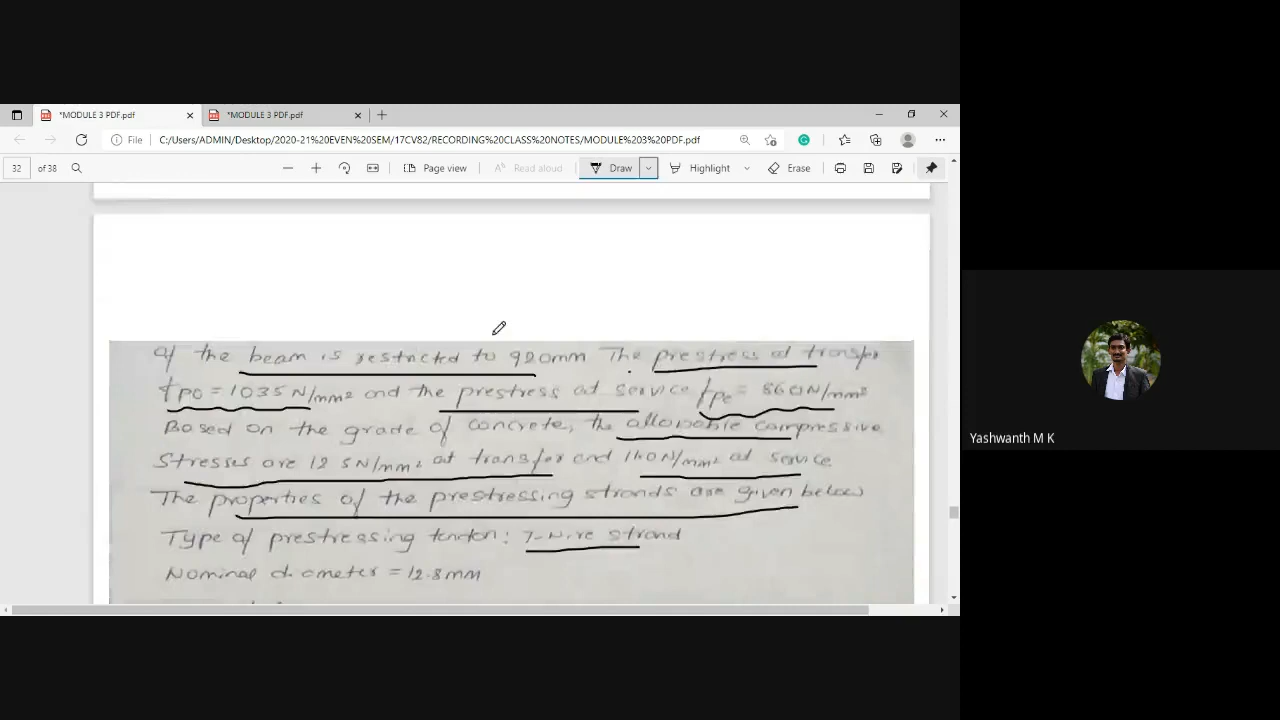 *MODULE 3 PDF.pdf
*MODULE 3 PDF.pdf
File
C:/Users/ADMIN/Desktop/2020-21%20EVEN%20SEM/17CV82/RECORDING%20CLASS%20NOTES/MODULE%203%20PDF.pdf
32 of 38
Page view
Read aloud
Draw
Highlight
Erase
of the beam is restricted to 920mm The prestress at transfer
fpo = 1035 N/mm² and the prestress at service fpe = 860N/mm²
Based on the grade of concrete, the allowable compressive
Stresses are 12 5N/mm² at transfer and 11.0N/mm² at service
The properties of the prestressing strands are given below
Type of prestressing tendon: 7-Wire strand
Nominal diameter = 12.8mm
Yashwanth M K